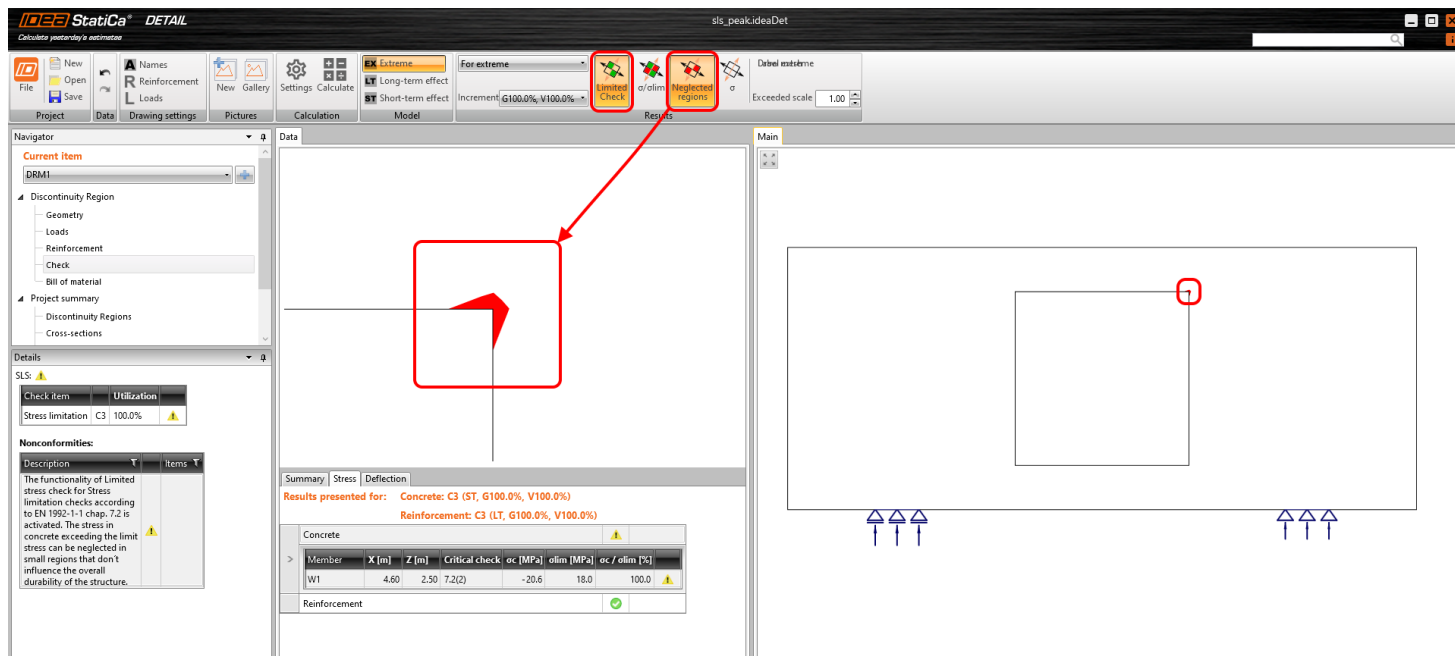 IDEA StatiCa® DETAIL
sls_peak.ideaDet
Calculate yesterday's estimates
New
Open
Save
File
Project
Data
Names
Reinforcement
Loads
Drawing settings
New Gallery
Pictures
Settings Calculate
Calculation
EX Extreme
LT Long-term effect
ST Short-term effect
Model
For extreme
Increment G100.0%, V100.0%
Limited Check
σ/σlim
Neglected regions
σ
Exceeded scale 1.00
Results
Navigator
Current item
DRM1
Discontinuity Region
Geometry
Loads
Reinforcement
Check
Bill of material
Project summary
Discontinuity Regions
Cross-sections
Details
SLS:
Check item Utilization
Stress limitation C3 100.0%
Nonconformities:
Description Items
The functionality of Limited
stress check for Stress
limitation checks according
to EN 1992-1-1 chap. 7.2 is
activated. The stress in
concrete exceeding the limit
stress can be neglected in
small regions that don´t
influence the overall
durability of the structure.
Data
Summary Stress Deflection
Results presented for: Concrete: C3 (ST, G100.0%, V100.0%)
Reinforcement: C3 (LT, G100.0%, V100.0%)
Concrete
Member X [m] Z [m] Critical check σc [MPa] σlim [MPa] σc / σlim [%]
W1 4.60 2.50 7.2(2) -20.6 18.0 100.0
Reinforcement
Main